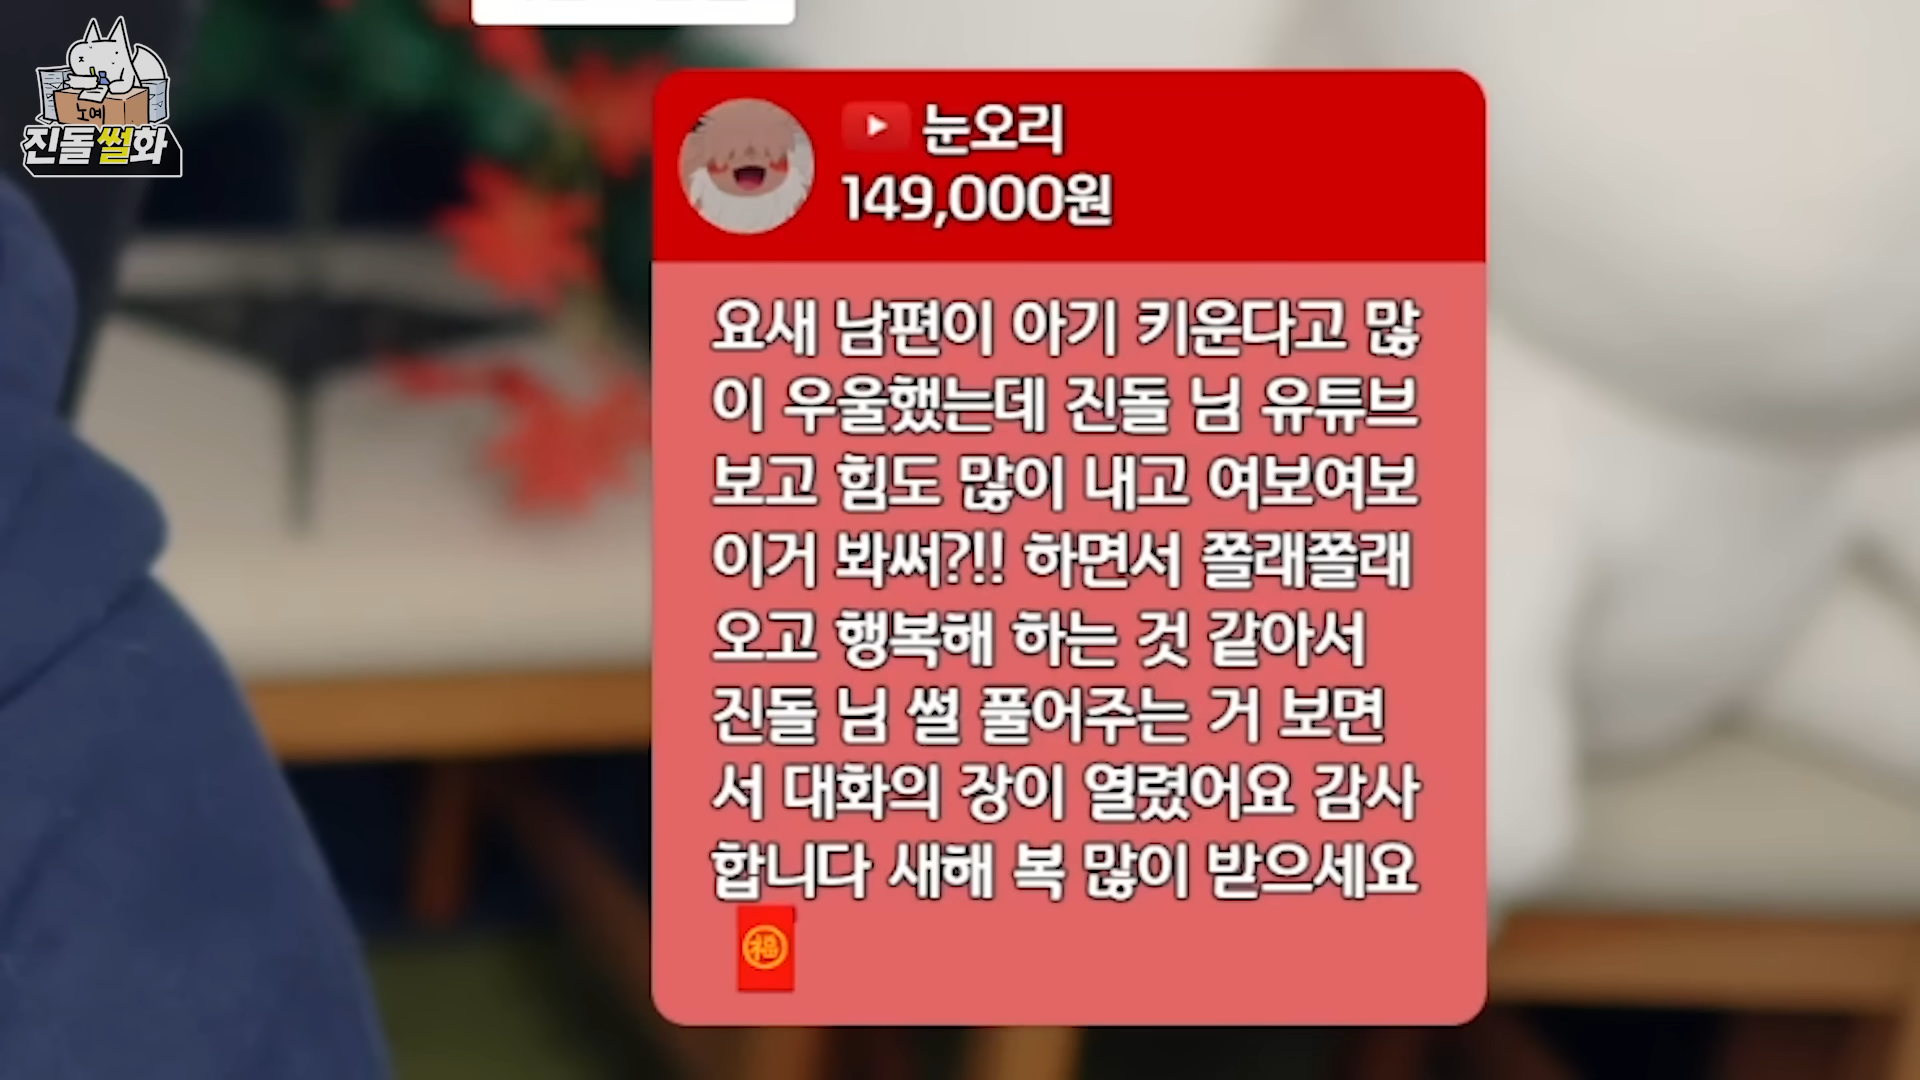 노예
진돌썰화
눈오리
149,000원
요새 남편이 아기 키운다고 많
이 우울했는데 진돌 님 유튜브
보고 힘도 많이 내고 여보여보
이거 봐써?!! 하면서 쫄래쫄래
오고 행복해 하는 것 같아서
진돌 님 썰 풀어주는 거 보면
서 대화의 장이 열렸어요 감사
합니다 새해 복 많이 받으세요
福